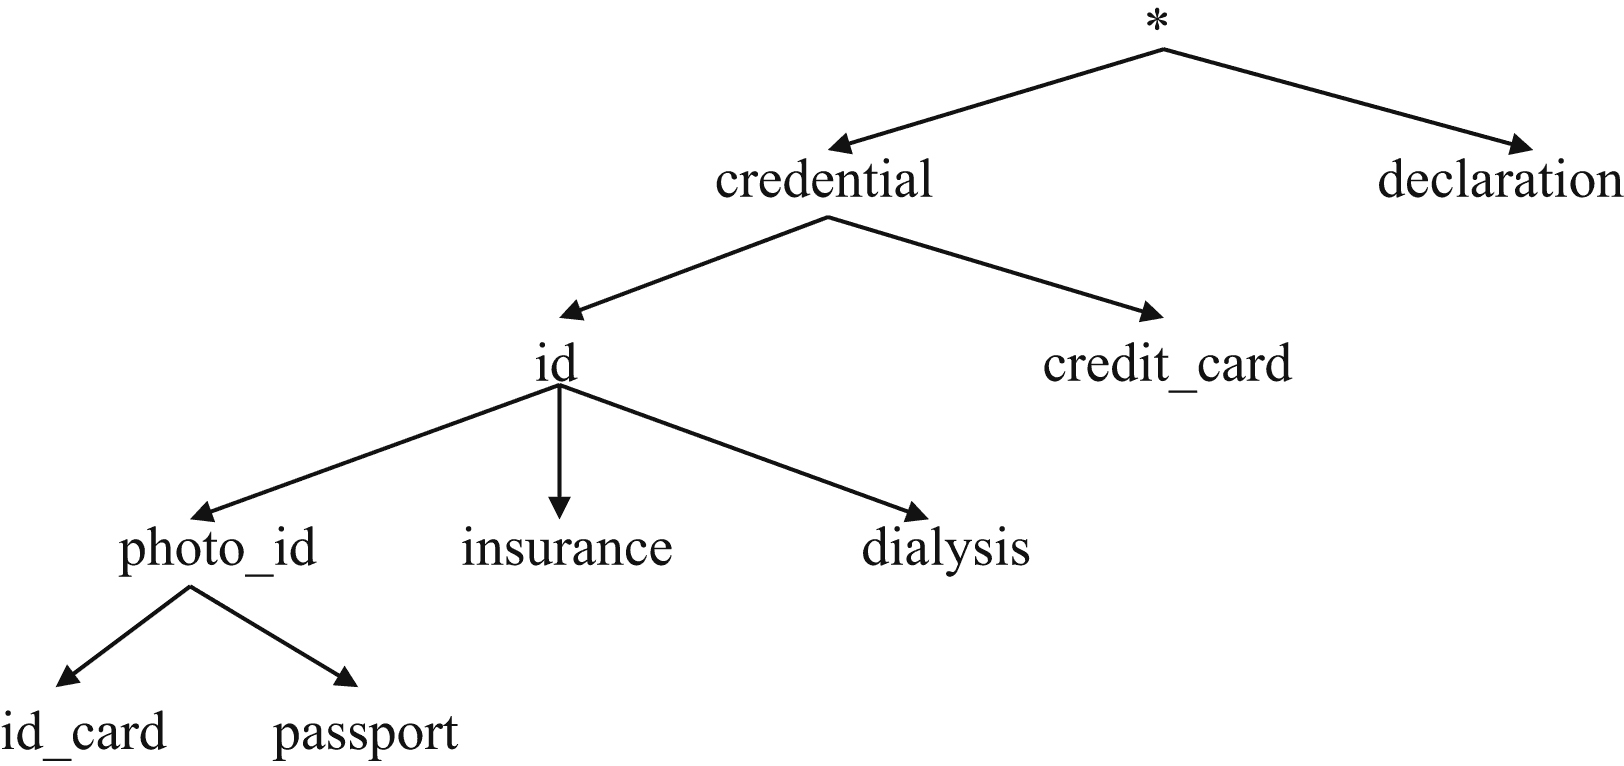 *
credential declaration
id credit_card
photo_id insurance dialysis
id_card passport